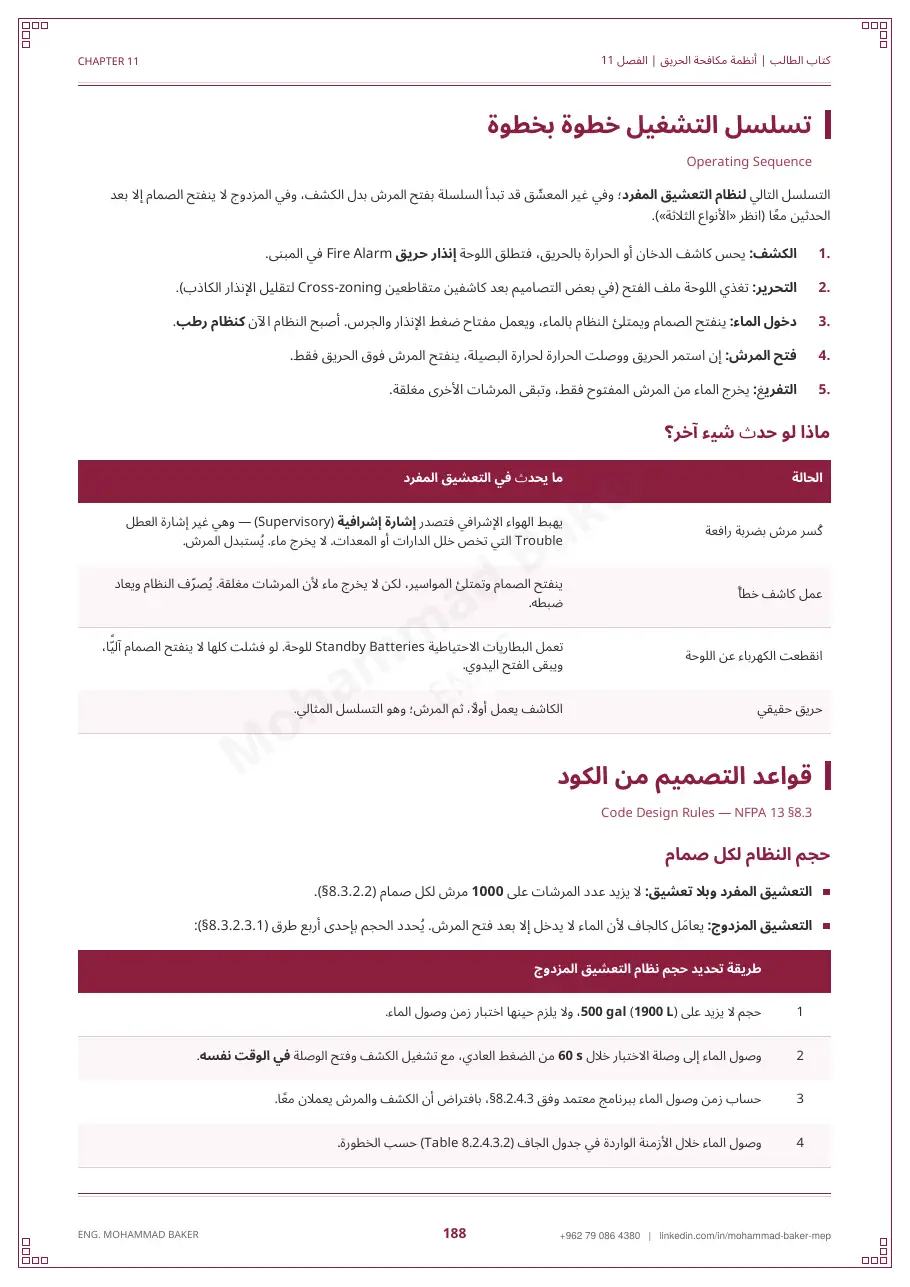 كتاب الطالب | أنظمة مكافحة الحريق | الفصل 11
CHAPTER 11
تسلسل التشغيل خطوة بخطوة
Operating Sequence
التسلسل التالي لنظام التعشيق المفرد؛ وفي غير المعشّق قد تبدأ السلسلة بفتح المرش بدل الكشف، وفي المزدوج لا ينفتح الصمام إلا بعد
الحدثين معًا (انظر «الأنواع الثلاثة»).
1. الكشف: يحس كاشف الدخان أو الحرارة بالحريق، فتطلق اللوحة إنذار حريق Fire Alarm في المبنى.
2. التحرير: تغذي اللوحة ملف الفتح (في بعض التصاميم بعد كاشفين متقاطعين Cross-zoning لتقليل الإنذار الكاذب).
3. دخول الماء: ينفتح الصمام ويمتلئ النظام بالماء، ويعمل مفتاح ضغط الإنذار والجرس. أصبح النظام الآن كنظام رطب.
4. فتح المرش: إن استمر الحريق ووصلت الحرارة لحرارة البصيلة، ينفتح المرش فوق الحريق فقط.
5. التفريغ: يخرج الماء من المرش المفتوح فقط، وتبقى المرشات الأخرى مغلقة.
ماذا لو حدث شيء آخر؟
الحالة
ما يحدث في التعشيق المفرد
كُسر مرش بضربة رافعة
يهبط الهواء الإشرافي فتصدر إشارة إشرافية (Supervisory) — وهي غير إشارة العطل
Trouble التي تخص خلل الدارات أو المعدات. لا يخرج ماء. يُستبدل المرش.
عمل كاشف خطأً
ينفتح الصمام وتمتلئ المواسير، لكن لا يخرج ماء لأن المرشات مغلقة. يُصرّف النظام ويعاد
ضبطه.
انقطعت الكهرباء عن اللوحة
تعمل البطاريات الاحتياطية Standby Batteries للوحة. لو فشلت كلها لا ينفتح الصمام آليًّا،
ويبقى الفتح اليدوي.
حريق حقيقي
الكاشف يعمل أولًا، ثم المرش؛ وهو التسلسل المثالي.
قواعد التصميم من الكود
Code Design Rules — NFPA 13 §8.3
حجم النظام لكل صمام
التعشيق المفرد وبلا تعشيق: لا يزيد عدد المرشات على 1000 مرش لكل صمام (§8.3.2.2).
التعشيق المزدوج: يعامَل كالجاف لأن الماء لا يدخل إلا بعد فتح المرش. يُحدد الحجم بإحدى أربع طرق (§8.3.2.3.1):
طريقة تحديد حجم نظام التعشيق المزدوج
1 حجم لا يزيد على 500 gal (1900 L)، ولا يلزم حينها اختبار زمن وصول الماء.
2 وصول الماء إلى وصلة الاختبار خلال 60 s من الضغط العادي، مع تشغيل الكشف وفتح الوصلة في الوقت نفسه.
3 حساب زمن وصول الماء ببرنامج معتمد وفق §8.2.4.3، بافتراض أن الكشف والمرش يعملان معًا.
4 وصول الماء خلال الأزمنة الواردة في جدول الجاف (Table 8.2.4.3.2) حسب الخطورة.
ENG. MOHAMMAD BAKER
188
+962 79 086 4380 | linkedin.com/in/mohammad-baker-mep